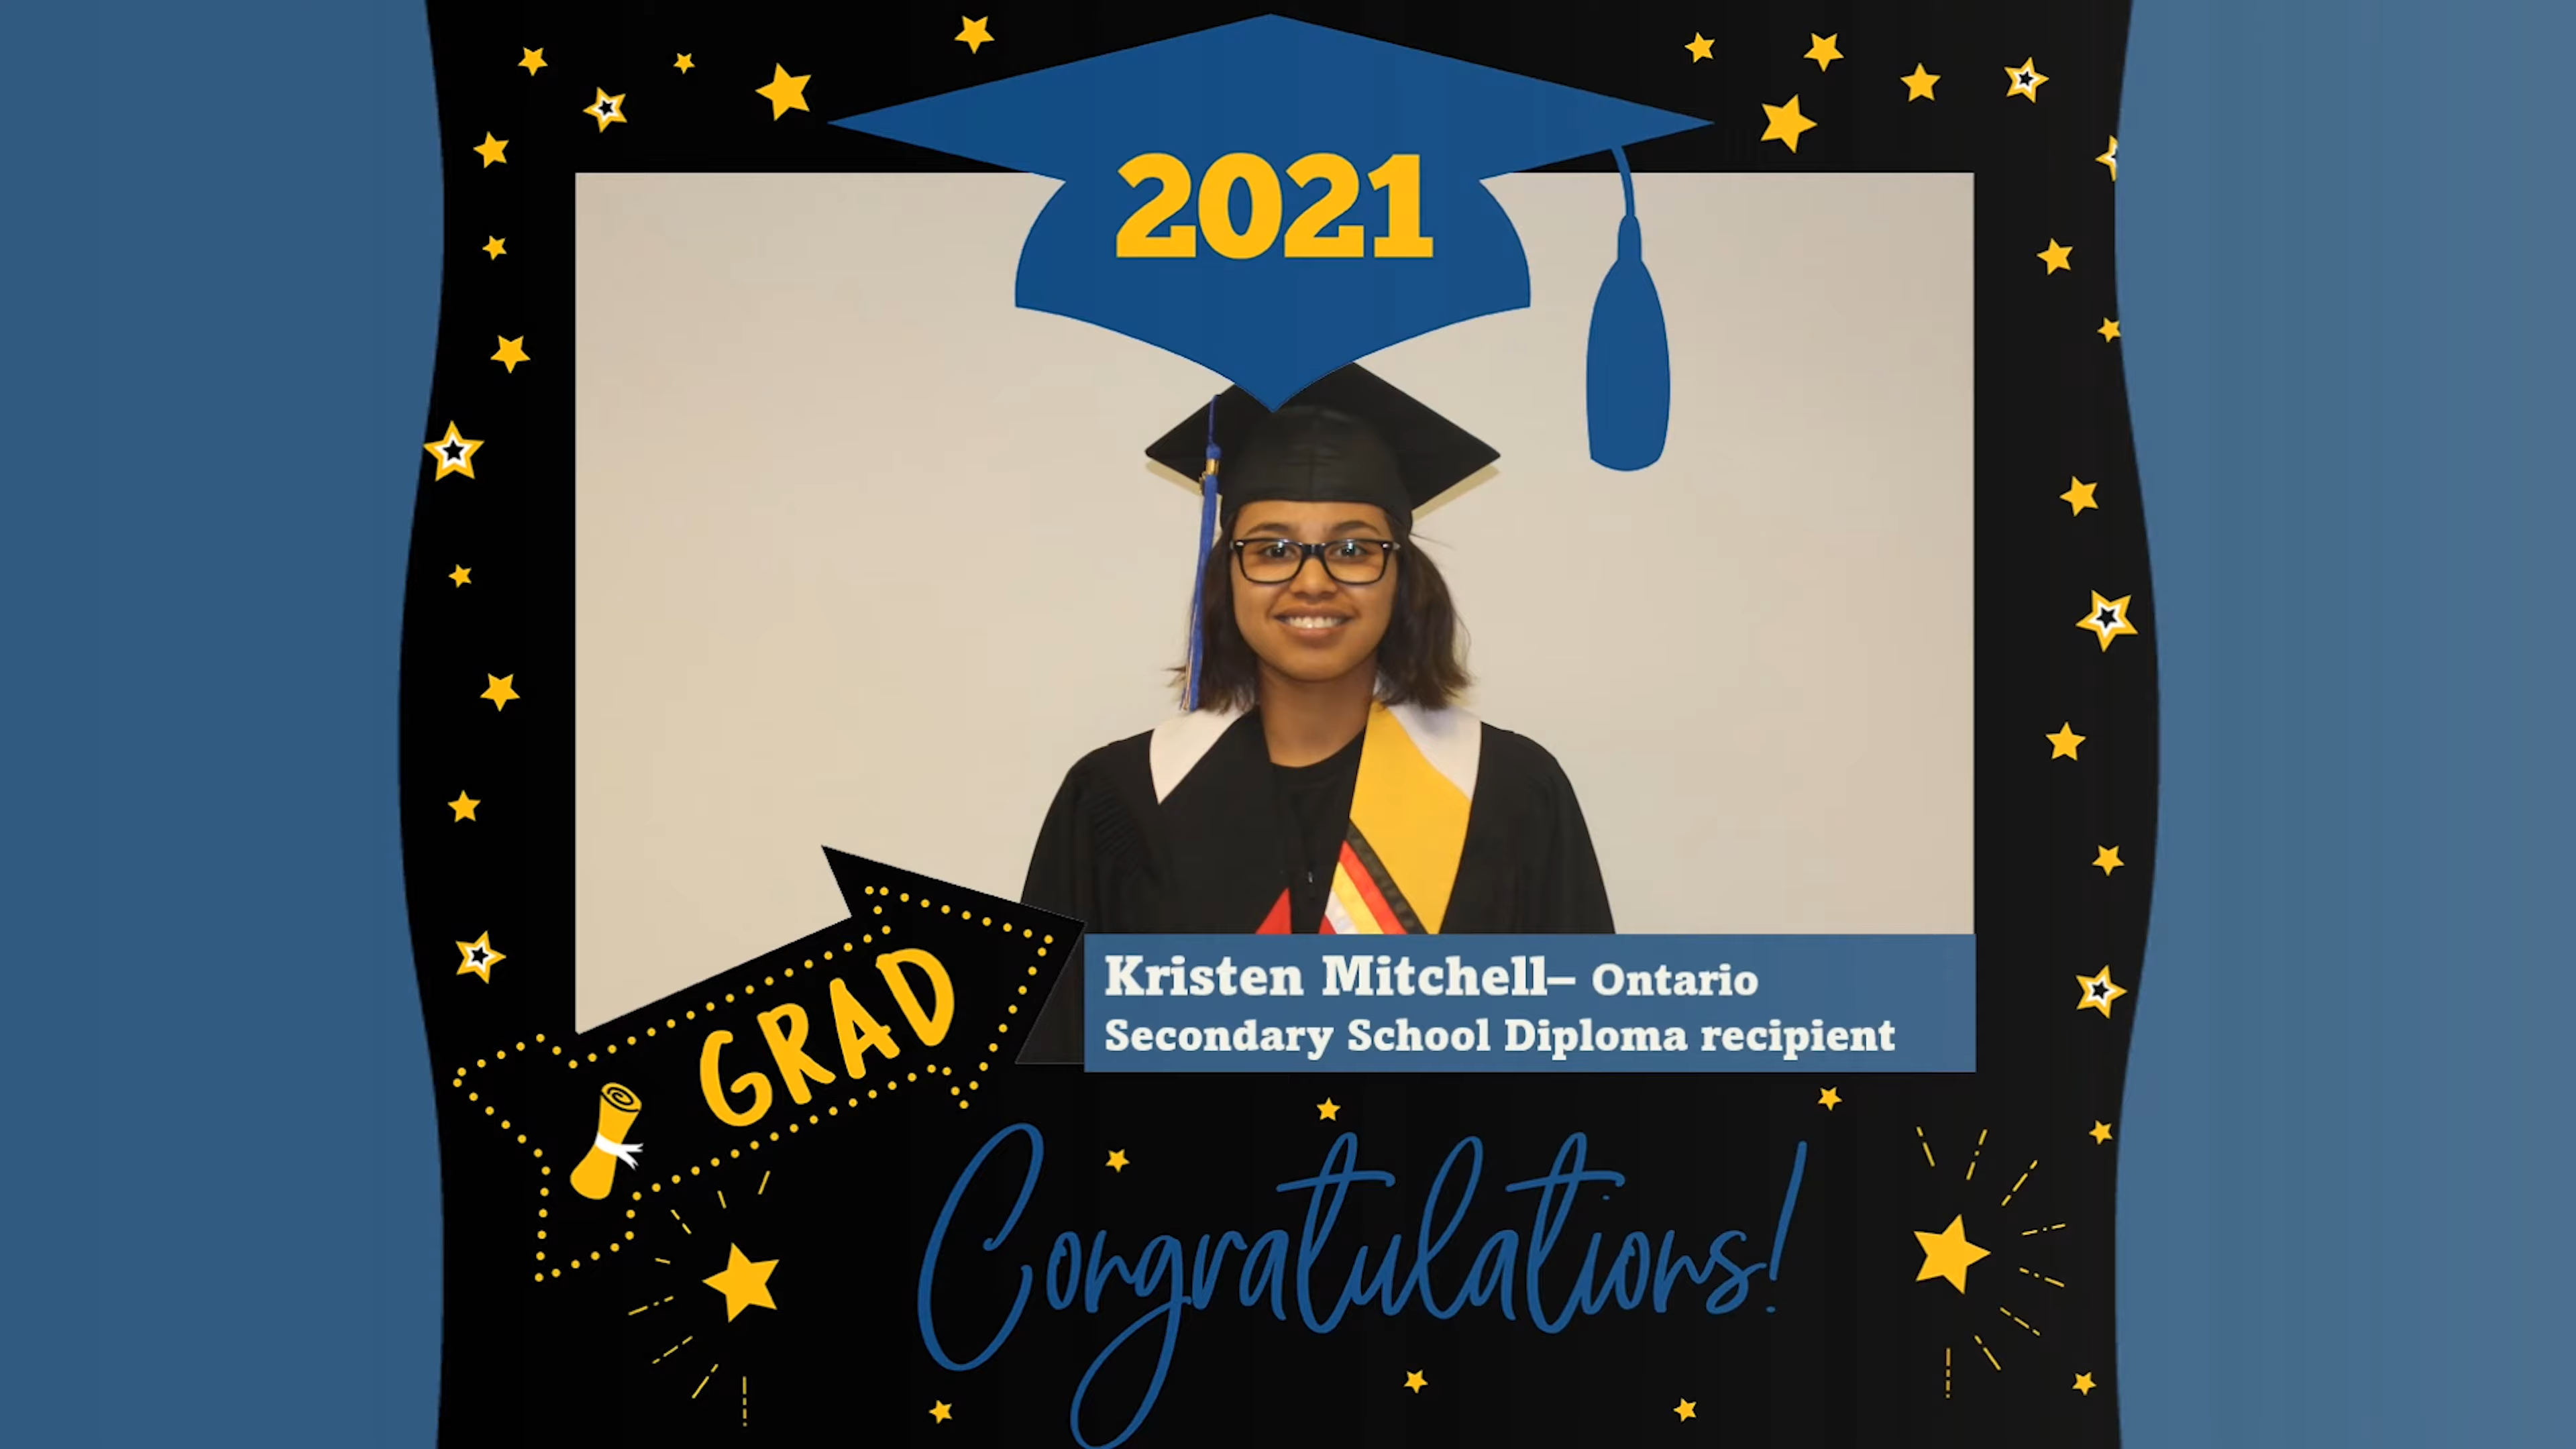 2021
Kristen Mitchell– Ontario
Secondary School Diploma recipient
GRAD
Congratulations!